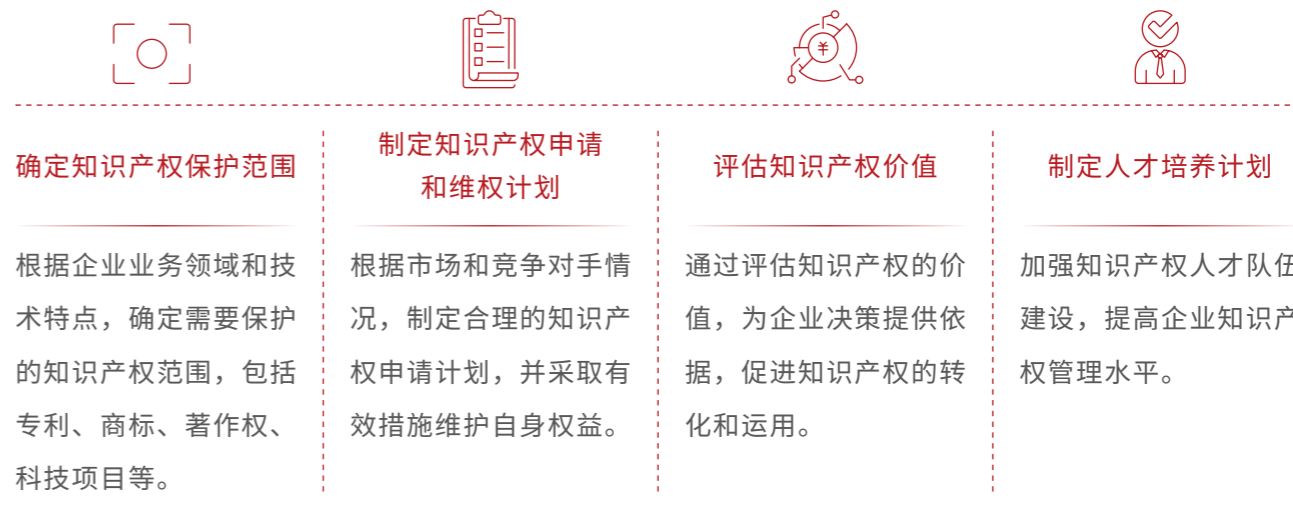 确定知识产权保护范围
根据企业业务领域和技
术特点，确定需要保护
的知识产权范围，包括
专利、商标、著作权、
科技项目等。
制定知识产权申请
和维权计划
根据市场和竞争对手情
况，制定合理的知识产
权申请计划，并采取有
效措施维护自身权益。
¥
评估知识产权价值
通过评估知识产权的价
值，为企业决策提供依
据，促进知识产权的转
化和运用。
制定人才培养计划
加强知识产权人才队伍
建设，提高企业知识产
权管理水平。